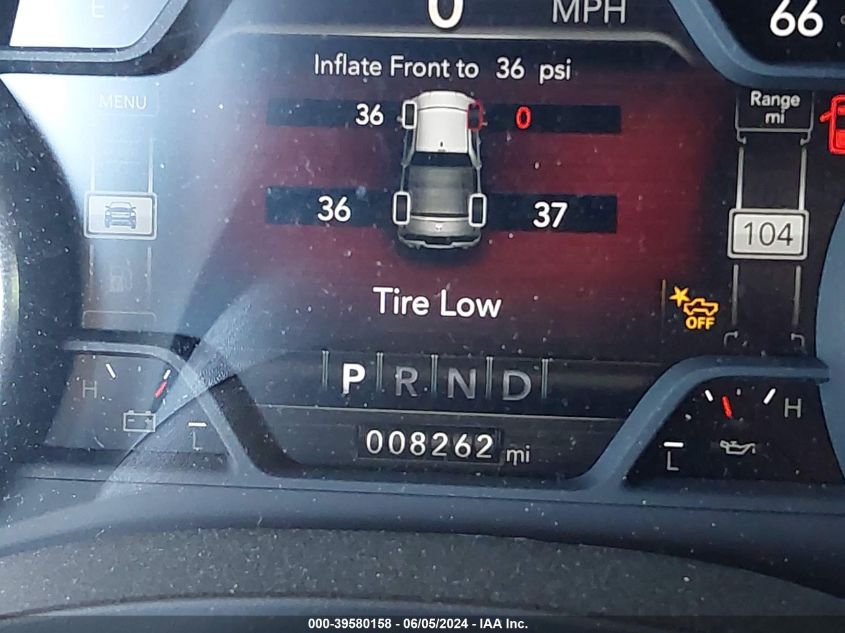 E 0 MPH 66
Inflate Front to 36 psi
MENU 36 0 Range
mi
36 37 104
Tire Low
OFF
P R N D
H H
L 008262 mi L
000-39580158 - 06/05/2024 - IAA Inc.